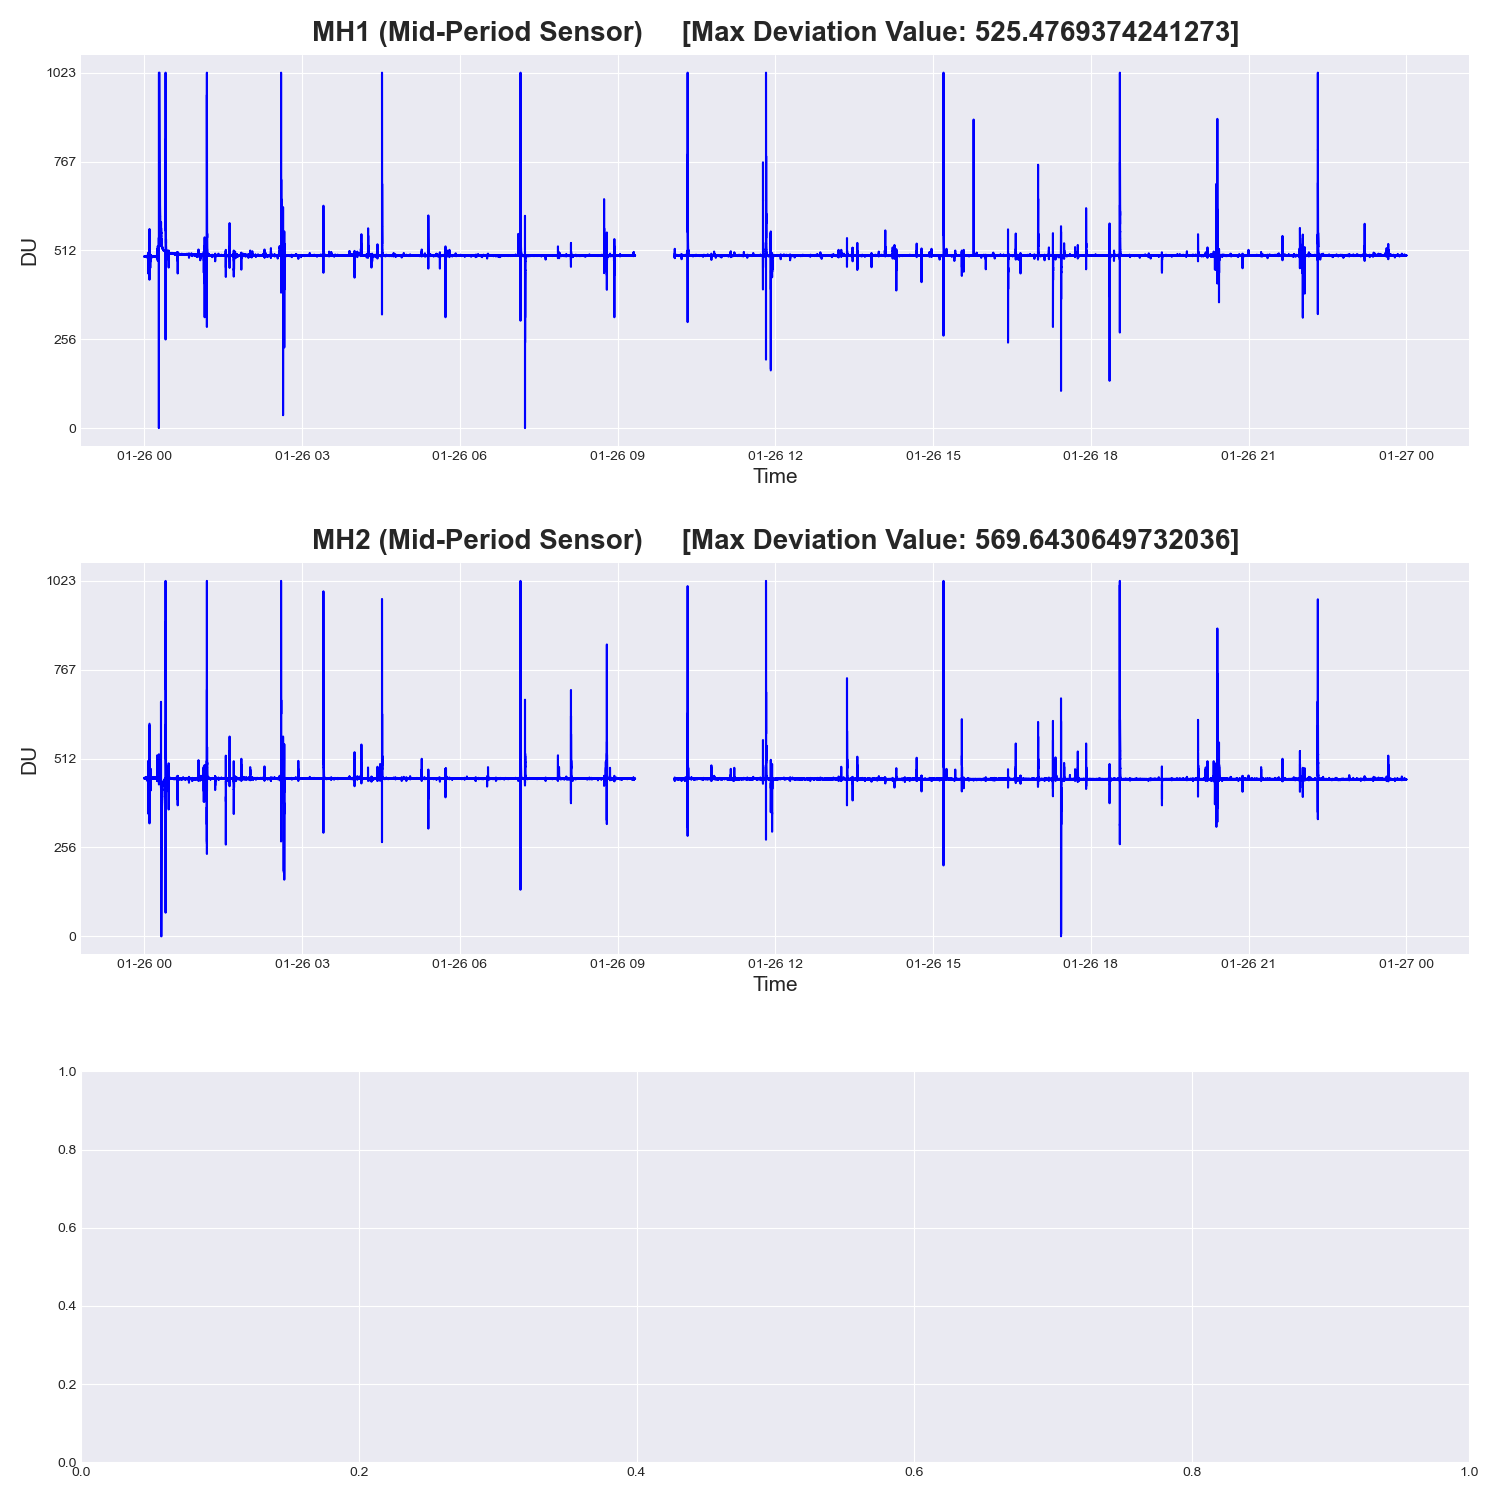 MH1 (Mid-Period Sensor) [Max Deviation Value: 525.4769374241273]
1023
767
512
256
0
DU
01-26 00 01-26 03 01-26 06 01-26 09 01-26 12 01-26 15 01-26 18 01-26 21 01-27 00
Time
MH2 (Mid-Period Sensor) [Max Deviation Value: 569.6430649732036]
1023
767
512
256
0
DU
01-26 00 01-26 03 01-26 06 01-26 09 01-26 12 01-26 15 01-26 18 01-26 21 01-27 00
Time
1.0
0.8
0.6
0.4
0.2
0.0
0.0 0.2 0.4 0.6 0.8 1.0